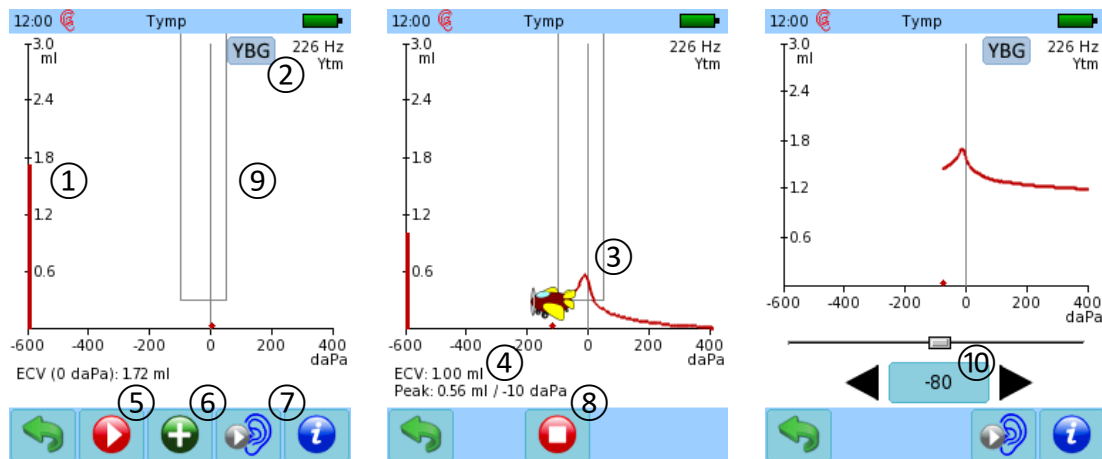 12:00 Tymp
YBG 226 Hz
② Ytm
3.0
ml
2.4
1.8
①
⑨
1.2
0.6
-600 -400 -200 0 200 400
daPa
ECV (0 daPa): 1.72 ml
⑤ ⑥ ⑦
i
12:00 Tymp
226 Hz
Ytm
3.0
ml
2.4
1.8
1.2
③
0.6
-600 -400 -200 0 200 400
daPa
④
ECV: 1.00 ml
Peak: 0.56 ml / -10 daPa
⑧
12:00 Tymp
YBG 226 Hz
Ytm
3.0
ml
2.4
1.8
1.2
0.6
-600 -400 -200 0 200 400
daPa
⑩
-80
i